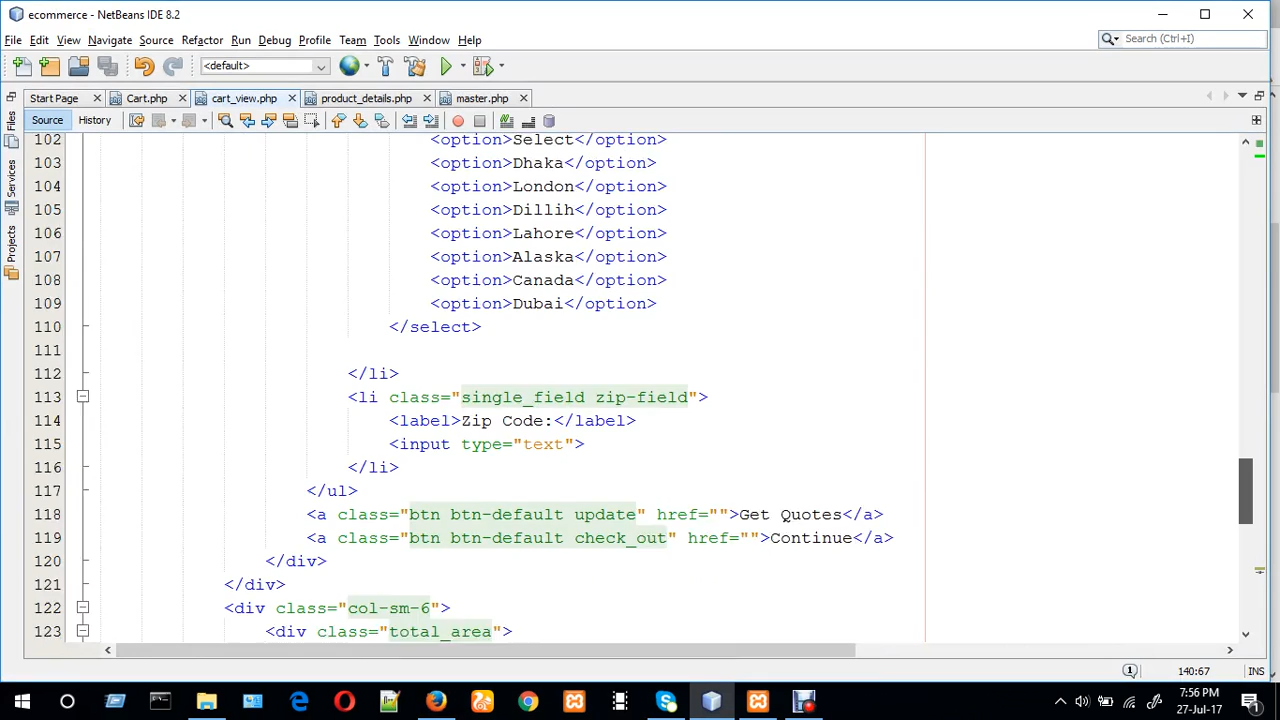 ecommerce - NetBeans IDE 8.2
File Edit View Navigate Source Refactor Run Debug Profile Team Tools Window Help
Search (Ctrl+I)
<default>
Start Page Cart.php cart_view.php product_details.php master.php
Source History
Files
Services
Projects
102 <option>Select</option>
103 <option>Dhaka</option>
104 <option>London</option>
105 <option>Dillih</option>
106 <option>Lahore</option>
107 <option>Alaska</option>
108 <option>Canada</option>
109 <option>Dubai</option>
110 </select>
111
112 </li>
113 <li class="single_field zip-field">
114 <label>Zip Code:</label>
115 <input type="text">
116 </li>
117 </ul>
118 <a class="btn btn-default update" href="">Get Quotes</a>
119 <a class="btn btn-default check_out" href="">Continue</a>
120 </div>
121 </div>
122 <div class="col-sm-6">
123 <div class="total_area">
140:67 INS
7:56 PM
27-Jul-17